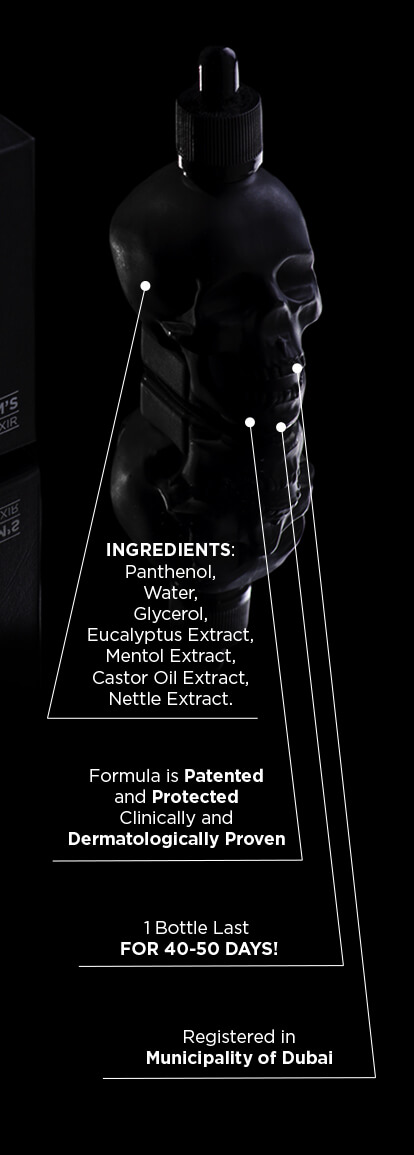 M'S
XIR
INGREDIENTS:
Panthenol,
Water,
Glycerol,
Eucalyptus Extract,
Mentol Extract,
Castor Oil Extract,
Nettle Extract.
Formula is Patented
and Protected
Clinically and
Dermatologically Proven
1 Bottle Last
FOR 40-50 DAYS!
Registered in
Municipality of Dubai